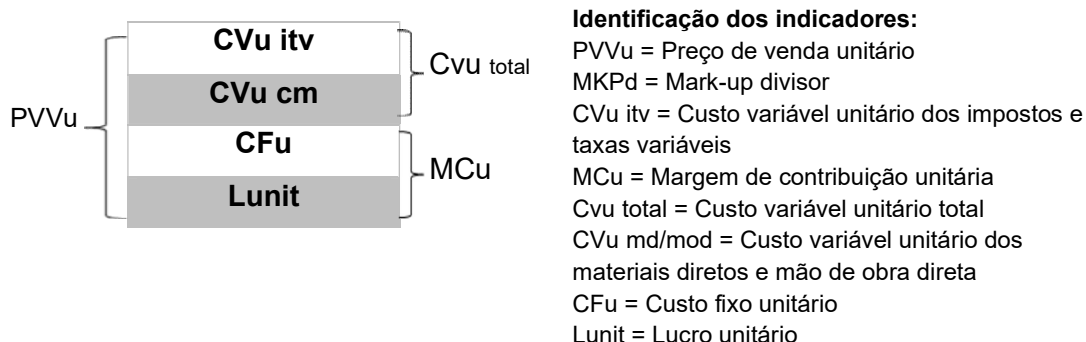 PVVu
CVu itv
CVu cm
CFu
Lunit
Cvu total
MCu
Identificação dos indicadores:
PVVu = Preço de venda unitário
MKPd = Mark-up divisor
CVu itv = Custo variável unitário dos impostos e
taxas variáveis
MCu = Margem de contribuição unitária
Cvu total = Custo variável unitário total
CVu md/mod = Custo variável unitário dos
materiais diretos e mão de obra direta
CFu = Custo fixo unitário
Lunit = Lucro unitário